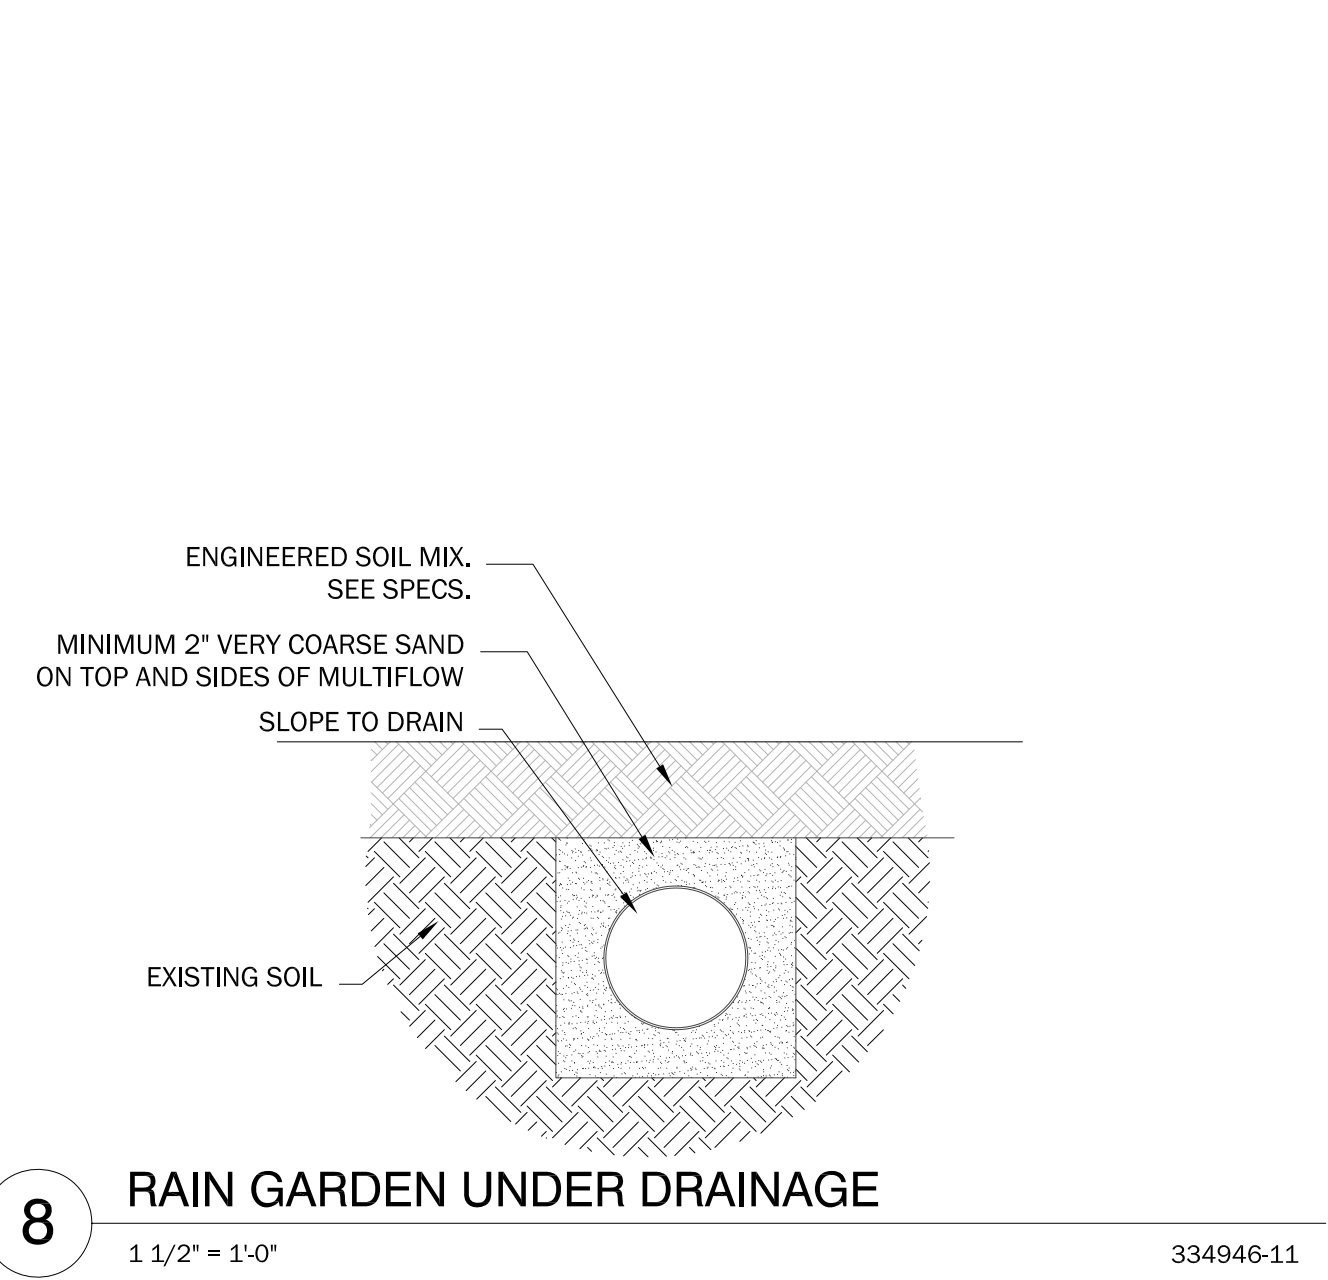 ENGINEERED SOIL MIX.
SEE SPECS.
MINIMUM 2" VERY COARSE SAND
ON TOP AND SIDES OF MULTIFLOW
SLOPE TO DRAIN
EXISTING SOIL
8
RAIN GARDEN UNDER DRAINAGE
1 1/2" = 1'-0"
334946-11